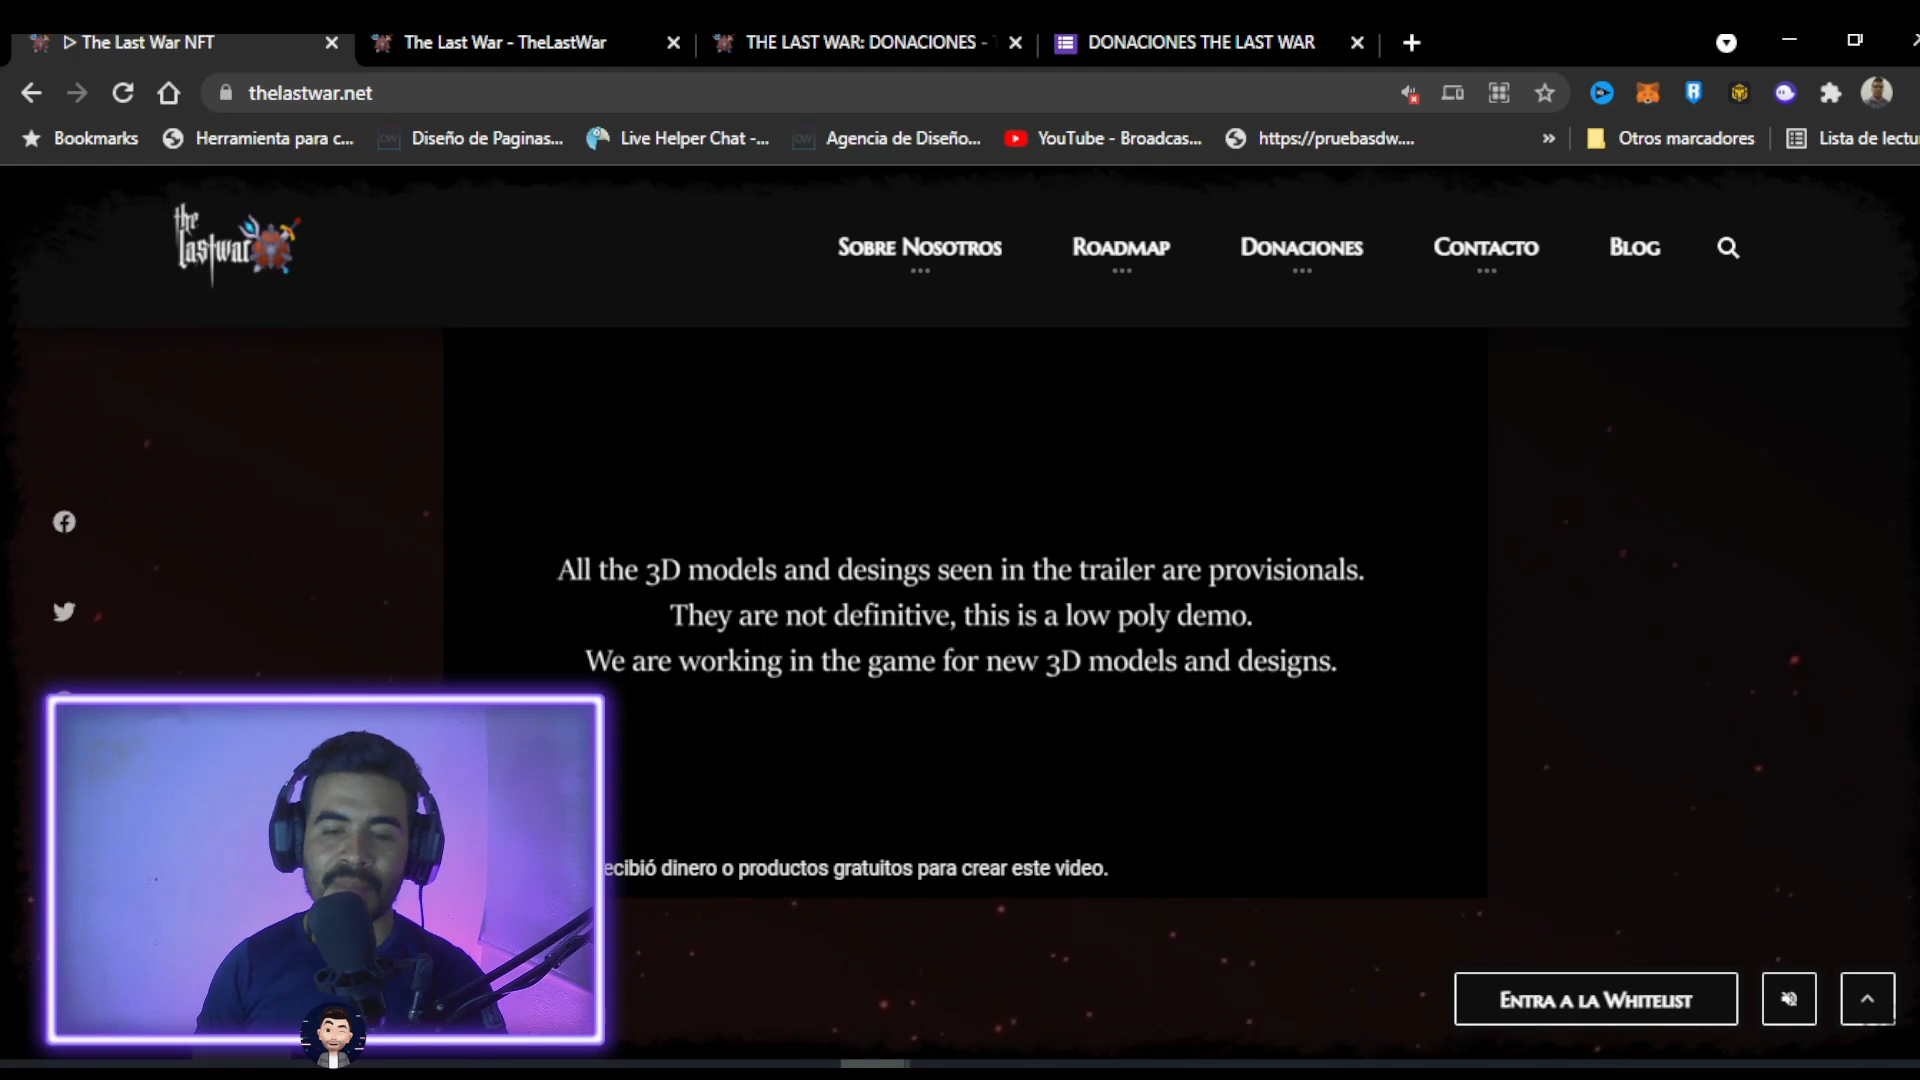 The Last War NFT
The Last War - TheLastWar
THE LAST WAR: DONACIONES -
DONACIONES THE LAST WAR
thelastwar.net
Bookmarks
Herramienta para c...
Diseño de Paginas...
Live Helper Chat -...
Agencia de Diseño...
YouTube - Broadcas...
https://pruebasdw....
»
Otros marcadores
Lista de lectu
the
lastwar
Sobre Nosotros
Roadmap
Donaciones
Contacto
Blog
All the 3D models and desings seen in the trailer are provisionals.
They are not definitive, this is a low poly demo.
We are working in the game for new 3D models and designs.
ecibió dinero o productos gratuitos para crear este video.
Entra a la Whitelist